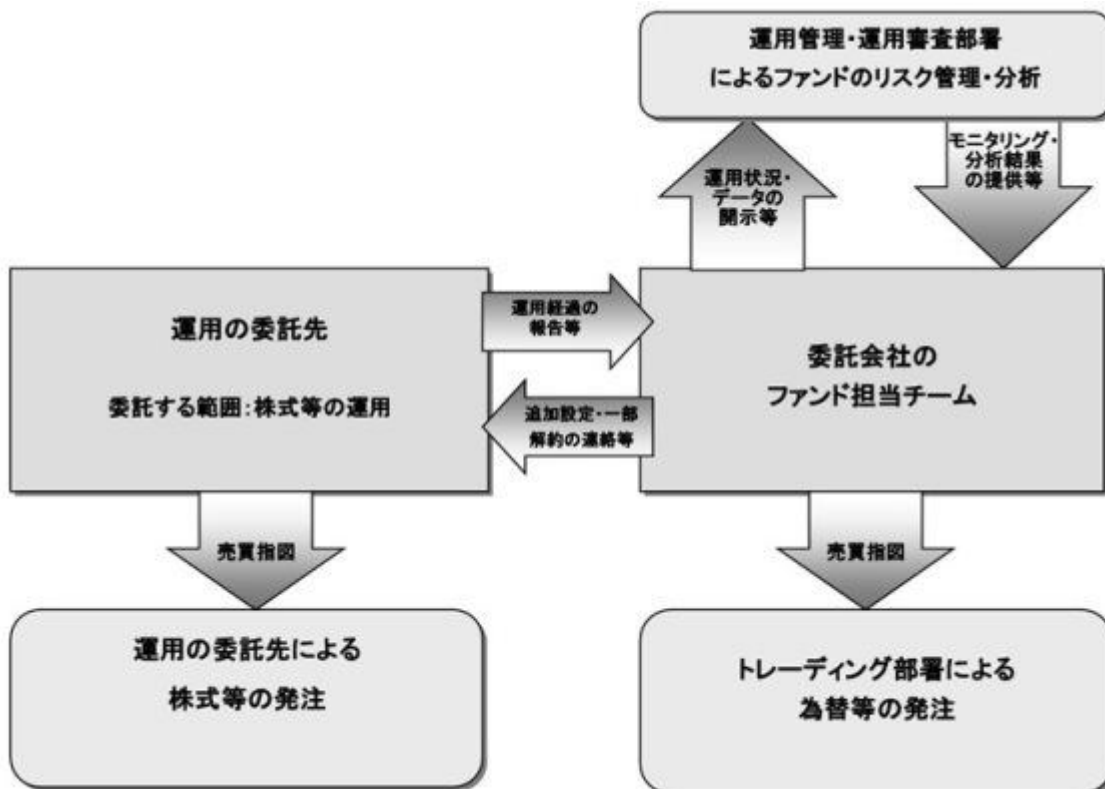 運用管理・運用審査部署
によるファンドのリスク管理・分析
運用状況・
データの
開示等
モニタリング・
分析結果
の提供等
運用の委託先
委託する範囲:株式等の運用
運用経過の
報告等
追加設定・一部
解約の連絡等
委託会社の
ファンド担当チーム
売買指図
売買指図
運用の委託先による
株式等の発注
トレーディング部署による
為替等の発注